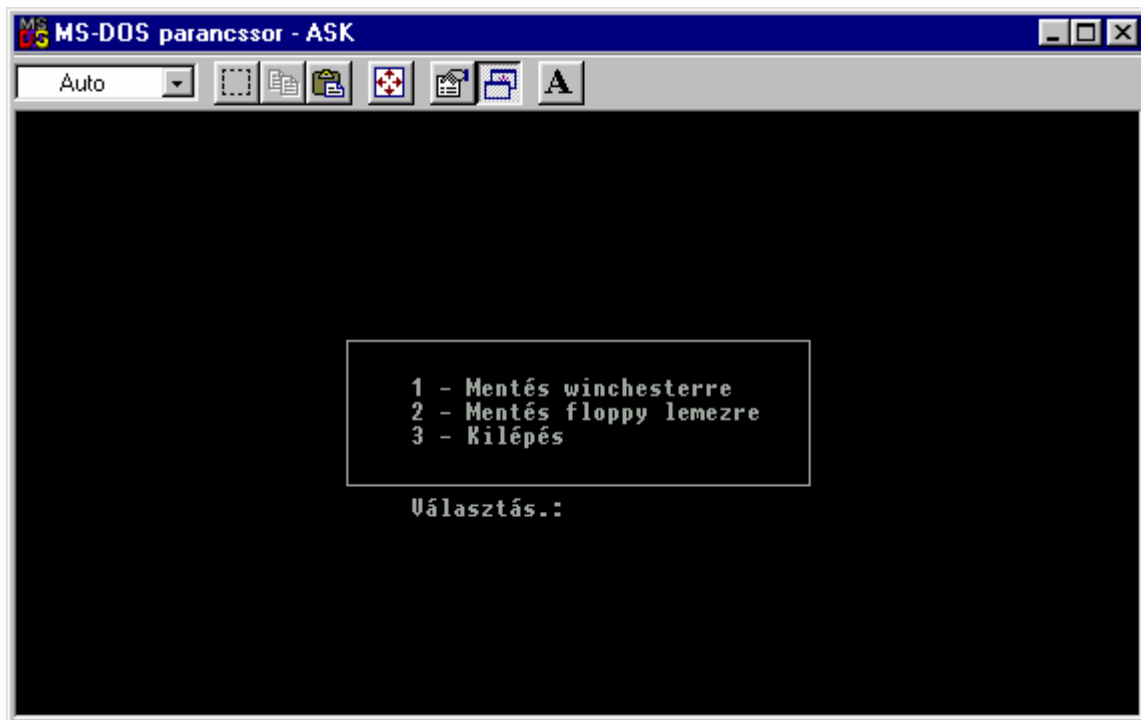 MS-DOS parancssor - ASK
Auto
A
1 - Mentés winchesterre
2 - Mentés floppy lemezre
3 - Kilépés
Választás.: